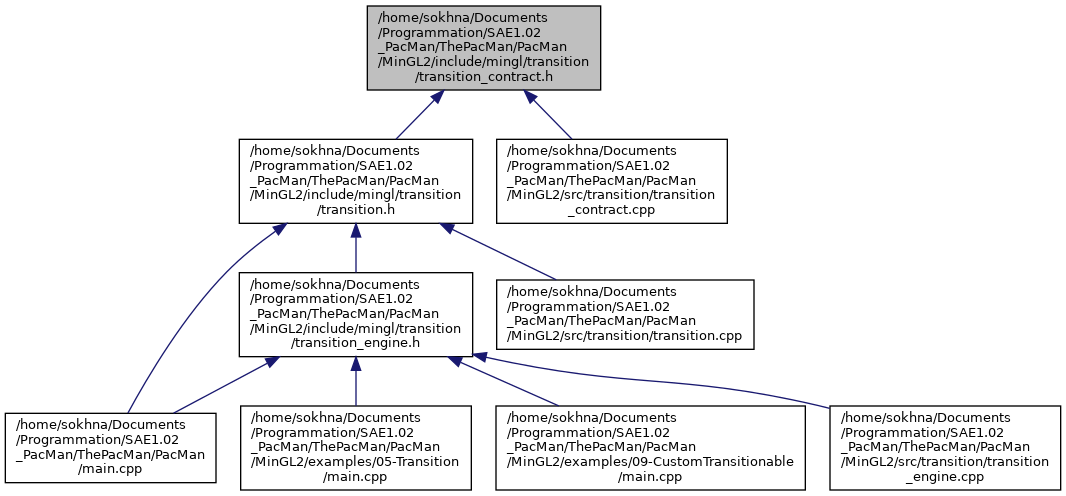 /home/sokhna/Documents
/Programmation/SAE1.02
_PacMan/ThePacMan/PacMan
/MinGL2/include/mingl/transition
/transition_contract.h
/home/sokhna/Documents
/Programmation/SAE1.02
_PacMan/ThePacMan/PacMan
/MinGL2/include/mingl/transition
/transition.h
/home/sokhna/Documents
/Programmation/SAE1.02
_PacMan/ThePacMan/PacMan
/MinGL2/src/transition/transition
_contract.cpp
/home/sokhna/Documents
/Programmation/SAE1.02
_PacMan/ThePacMan/PacMan
/MinGL2/include/mingl/transition
/transition_engine.h
/home/sokhna/Documents
/Programmation/SAE1.02
_PacMan/ThePacMan/PacMan
/MinGL2/src/transition/transition.cpp
/home/sokhna/Documents
/Programmation/SAE1.02
_PacMan/ThePacMan/PacMan
/main.cpp
/home/sokhna/Documents
/Programmation/SAE1.02
_PacMan/ThePacMan/PacMan
/MinGL2/examples/05-Transition
/main.cpp
/home/sokhna/Documents
/Programmation/SAE1.02
_PacMan/ThePacMan/PacMan
/MinGL2/examples/09-CustomTransitionable
/main.cpp
/home/sokhna/Documents
/Programmation/SAE1.02
_PacMan/ThePacMan/PacMan
/MinGL2/src/transition/transition
_engine.cpp